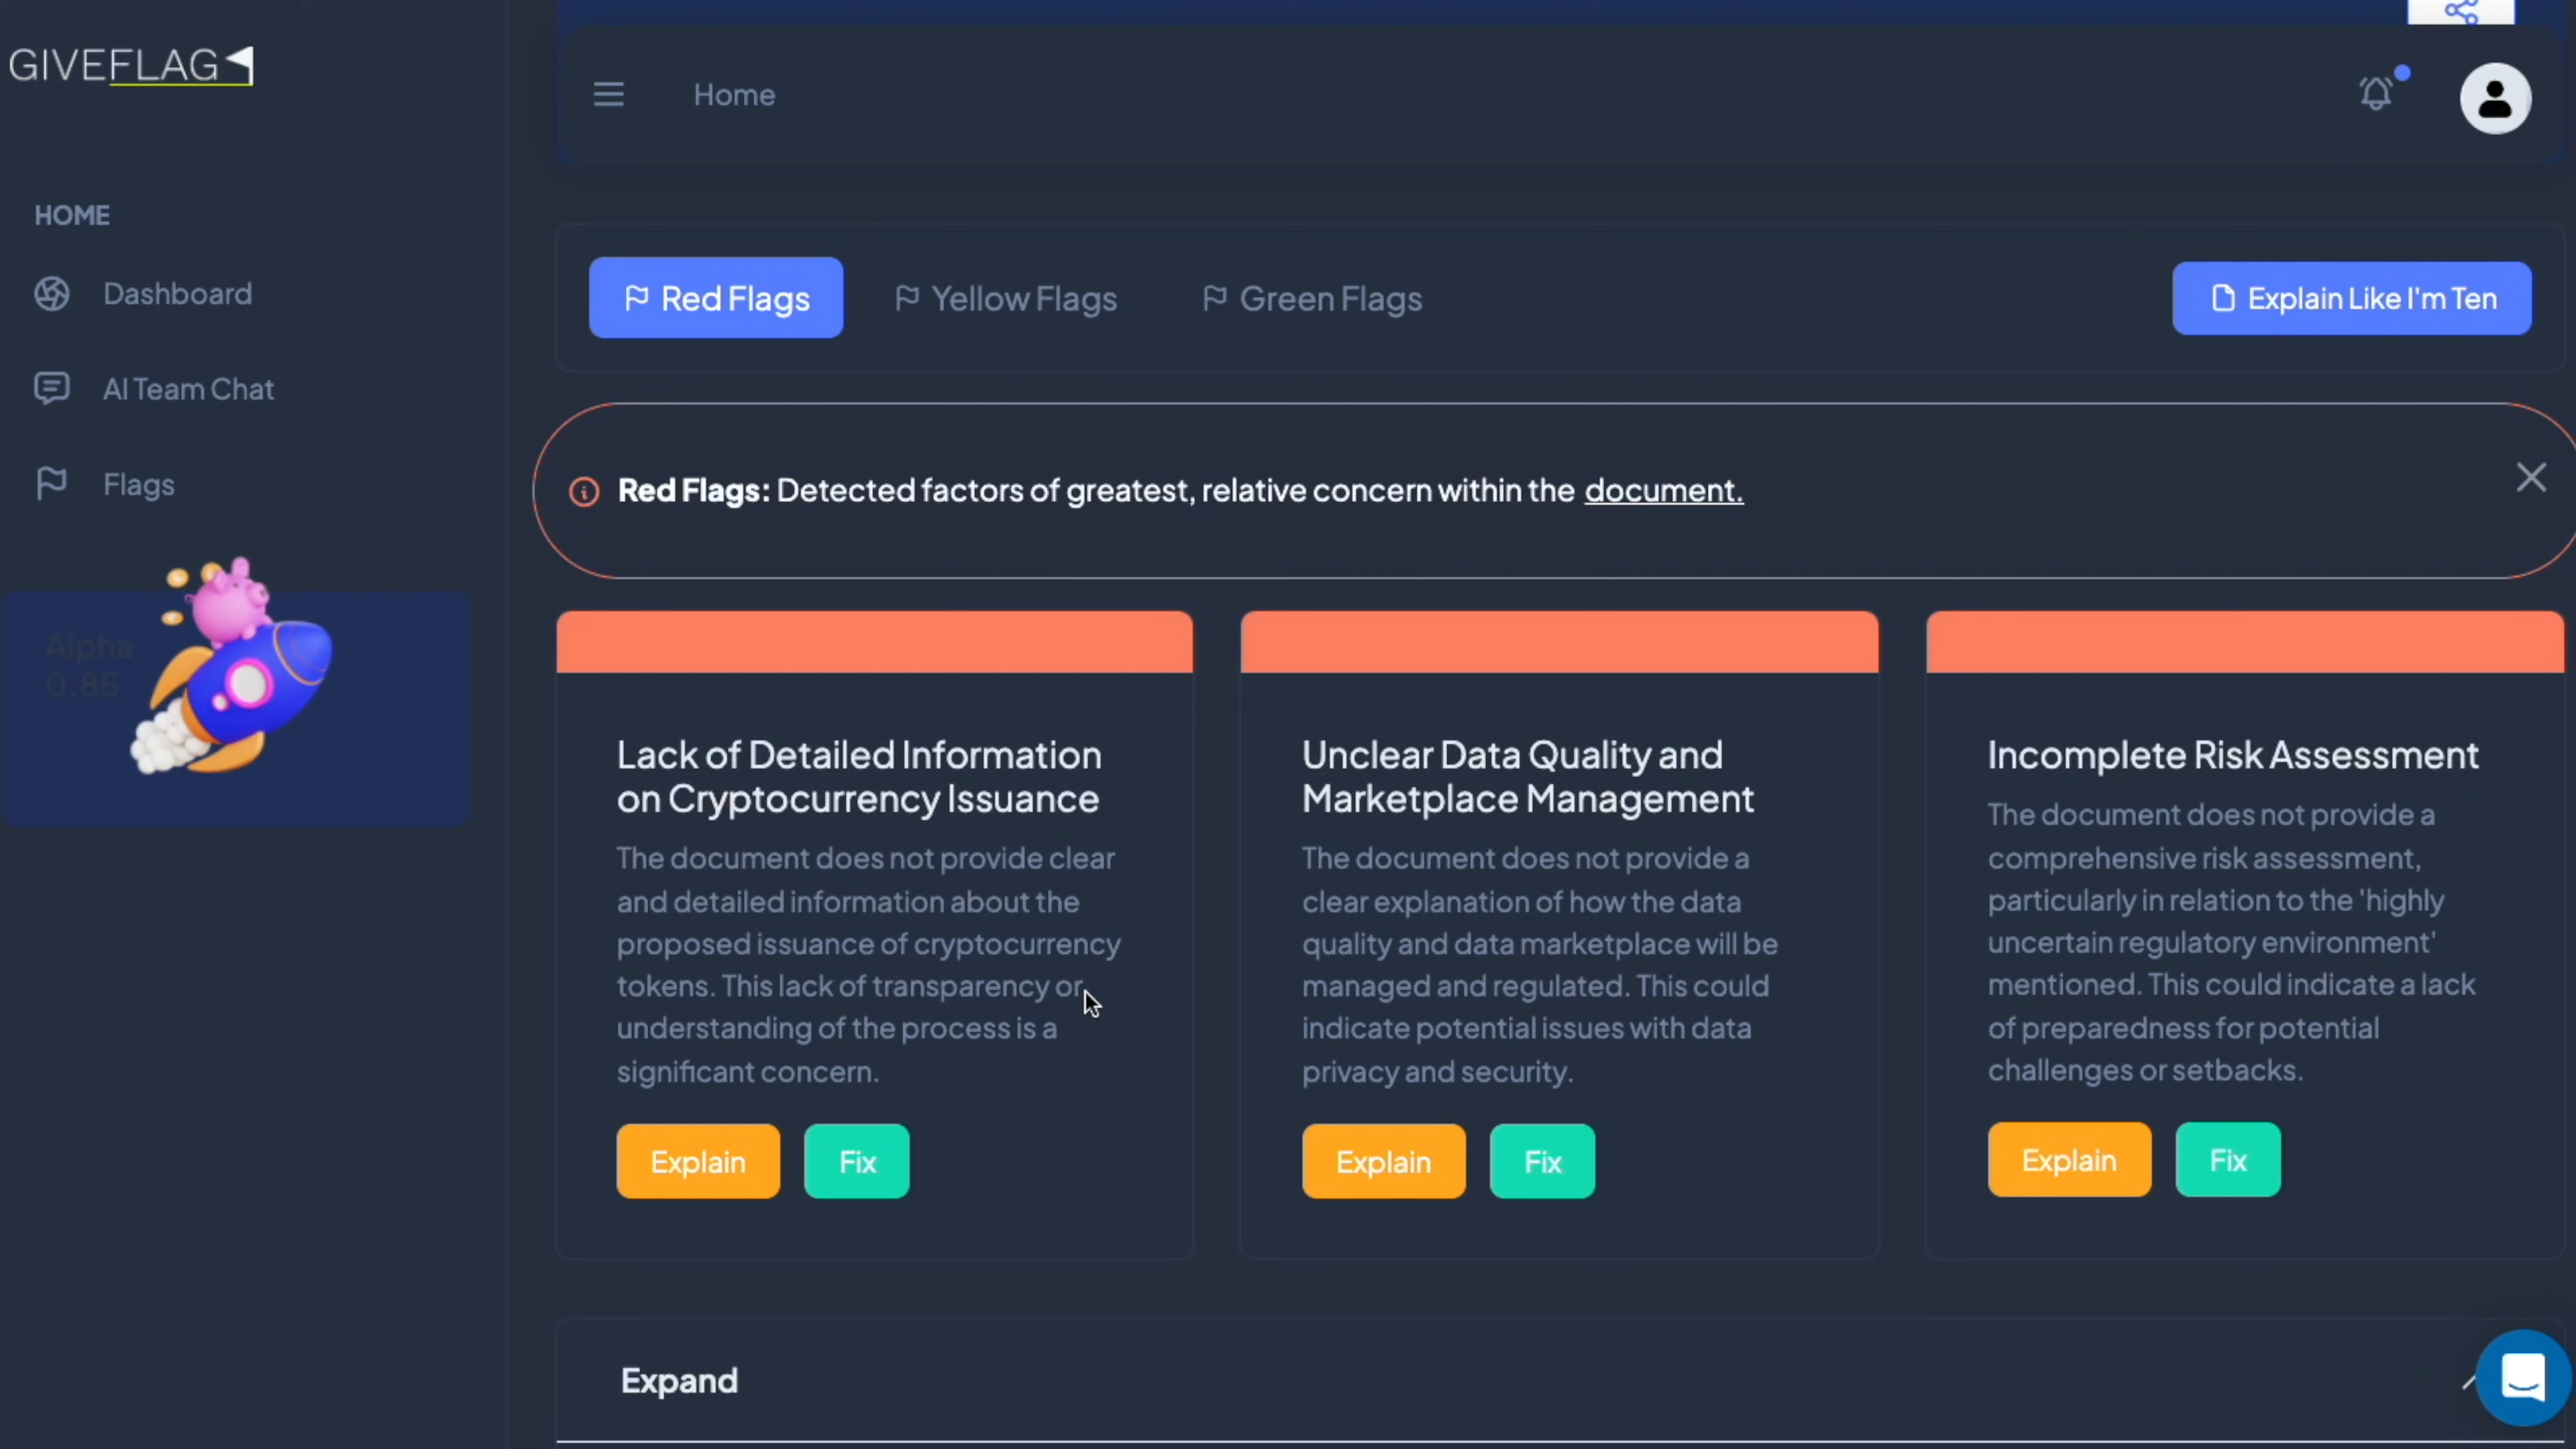 GIVEFLAG
Home
HOME
Dashboard
AI Team Chat
Flags
Alpha
0.85
Red Flags
Yellow Flags
Green Flags
Explain Like I'm Ten
Red Flags: Detected factors of greatest, relative concern within the document.
Lack of Detailed Information
on Cryptocurrency Issuance
The document does not provide clear
and detailed information about the
proposed issuance of cryptocurrency
tokens. This lack of transparency or
understanding of the process is a
significant concern.
Explain
Fix
Unclear Data Quality and
Marketplace Management
The document does not provide a
clear explanation of how the data
quality and data marketplace will be
managed and regulated. This could
indicate potential issues with data
privacy and security.
Explain
Fix
Incomplete Risk Assessment
The document does not provide a
comprehensive risk assessment,
particularly in relation to the 'highly
uncertain regulatory environment'
mentioned. This could indicate a lack
of preparedness for potential
challenges or setbacks.
Explain
Fix
Expand